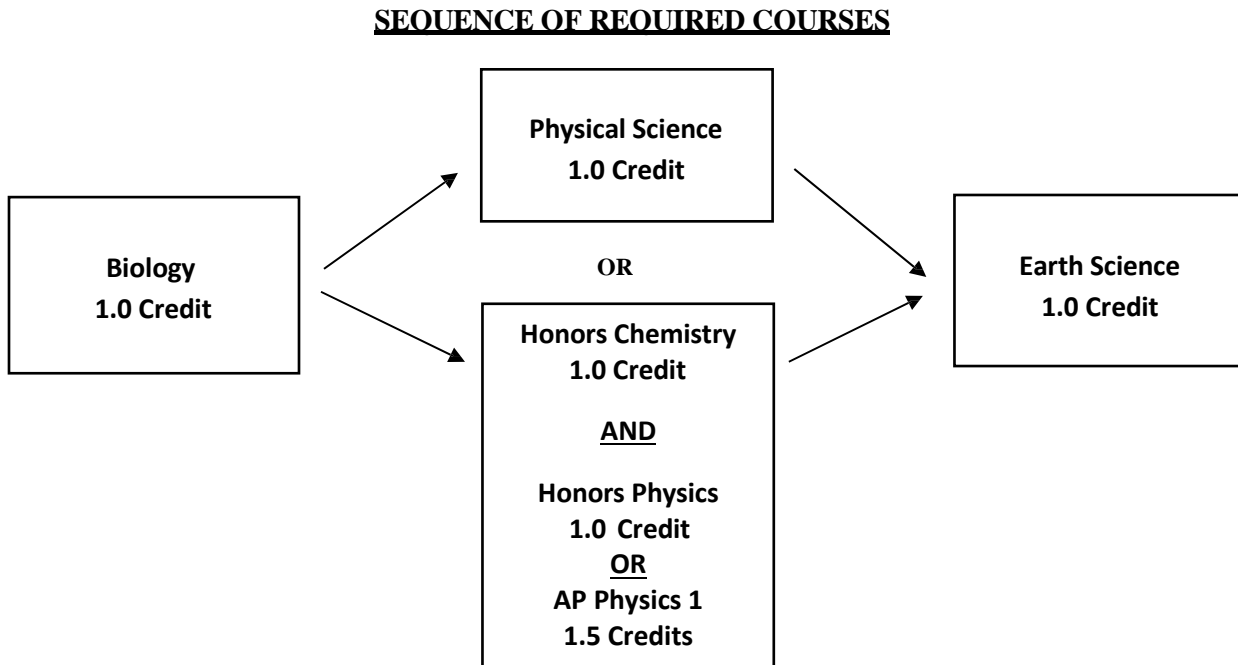 SEQUENCE OF REQUIRED COURSES
Physical Science
1.0 Credit
Biology
1.0 Credit
OR
Earth Science
1.0 Credit
Honors Chemistry
1.0 Credit
AND
Honors Physics
1.0 Credit
OR
AP Physics 1
1.5 Credits